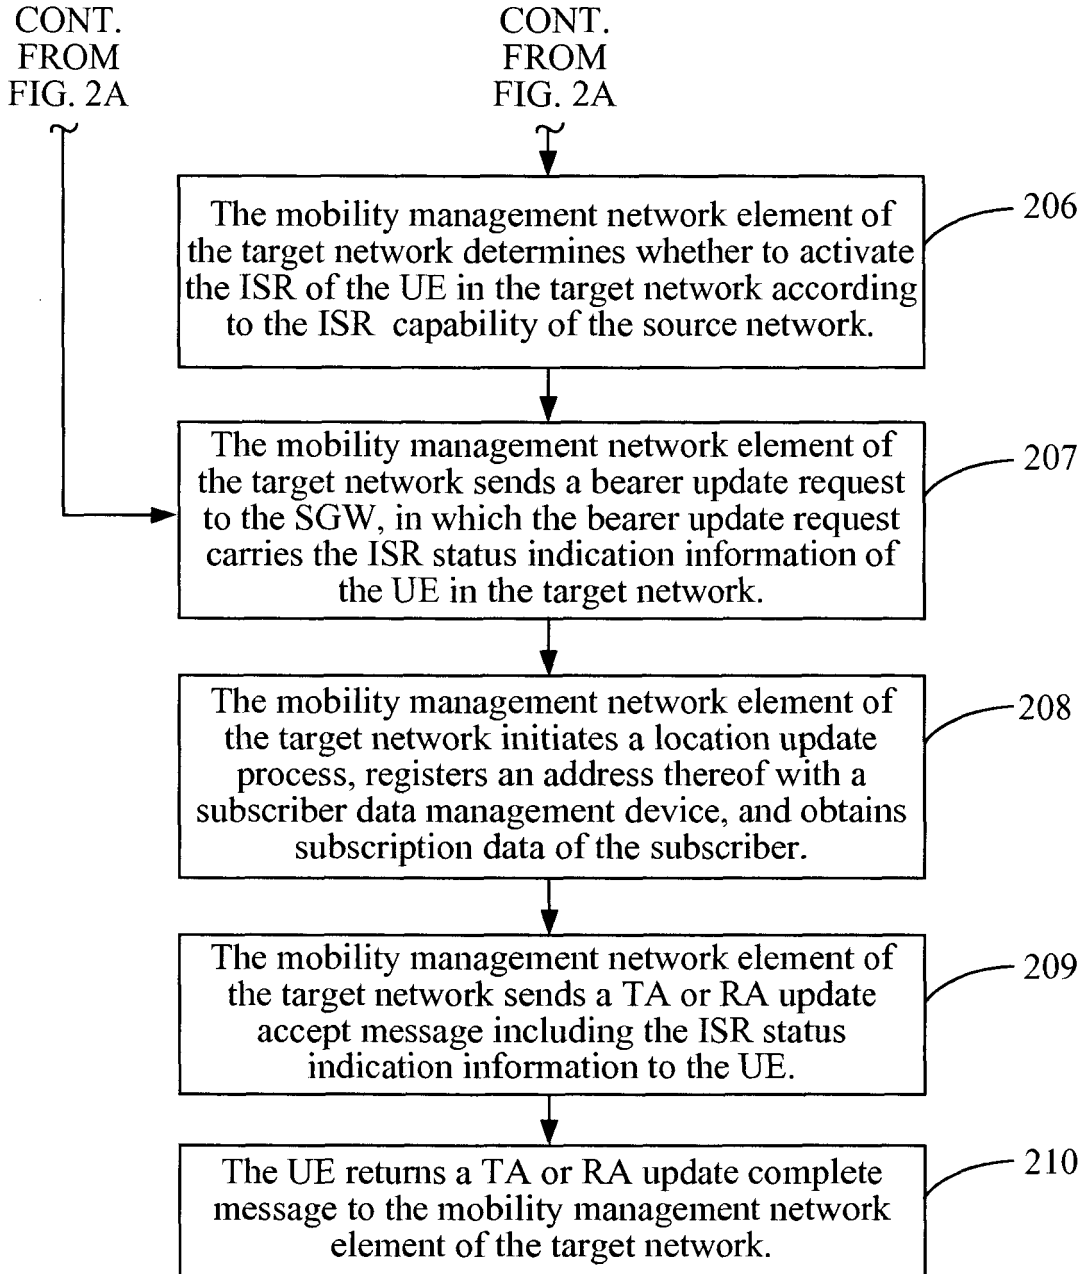 CONT.
FROM
FIG. 2A
CONT.
FROM
FIG. 2A
The mobility management network element of
the target network determines whether to activate
the ISR of the UE in the target network according
to the ISR capability of the source network.
206
The mobility management network element of
the target network sends a bearer update request
to the SGW, in which the bearer update request
carries the ISR status indication information of
the UE in the target network.
207
The mobility management network element of
the target network initiates a location update
process, registers an address thereof with a
subscriber data management device, and obtains
subscription data of the subscriber.
208
The mobility management network element of
the target network sends a TA or RA update
accept message including the ISR status
indication information to the UE.
209
The UE returns a TA or RA update complete
message to the mobility management network
element of the target network.
210